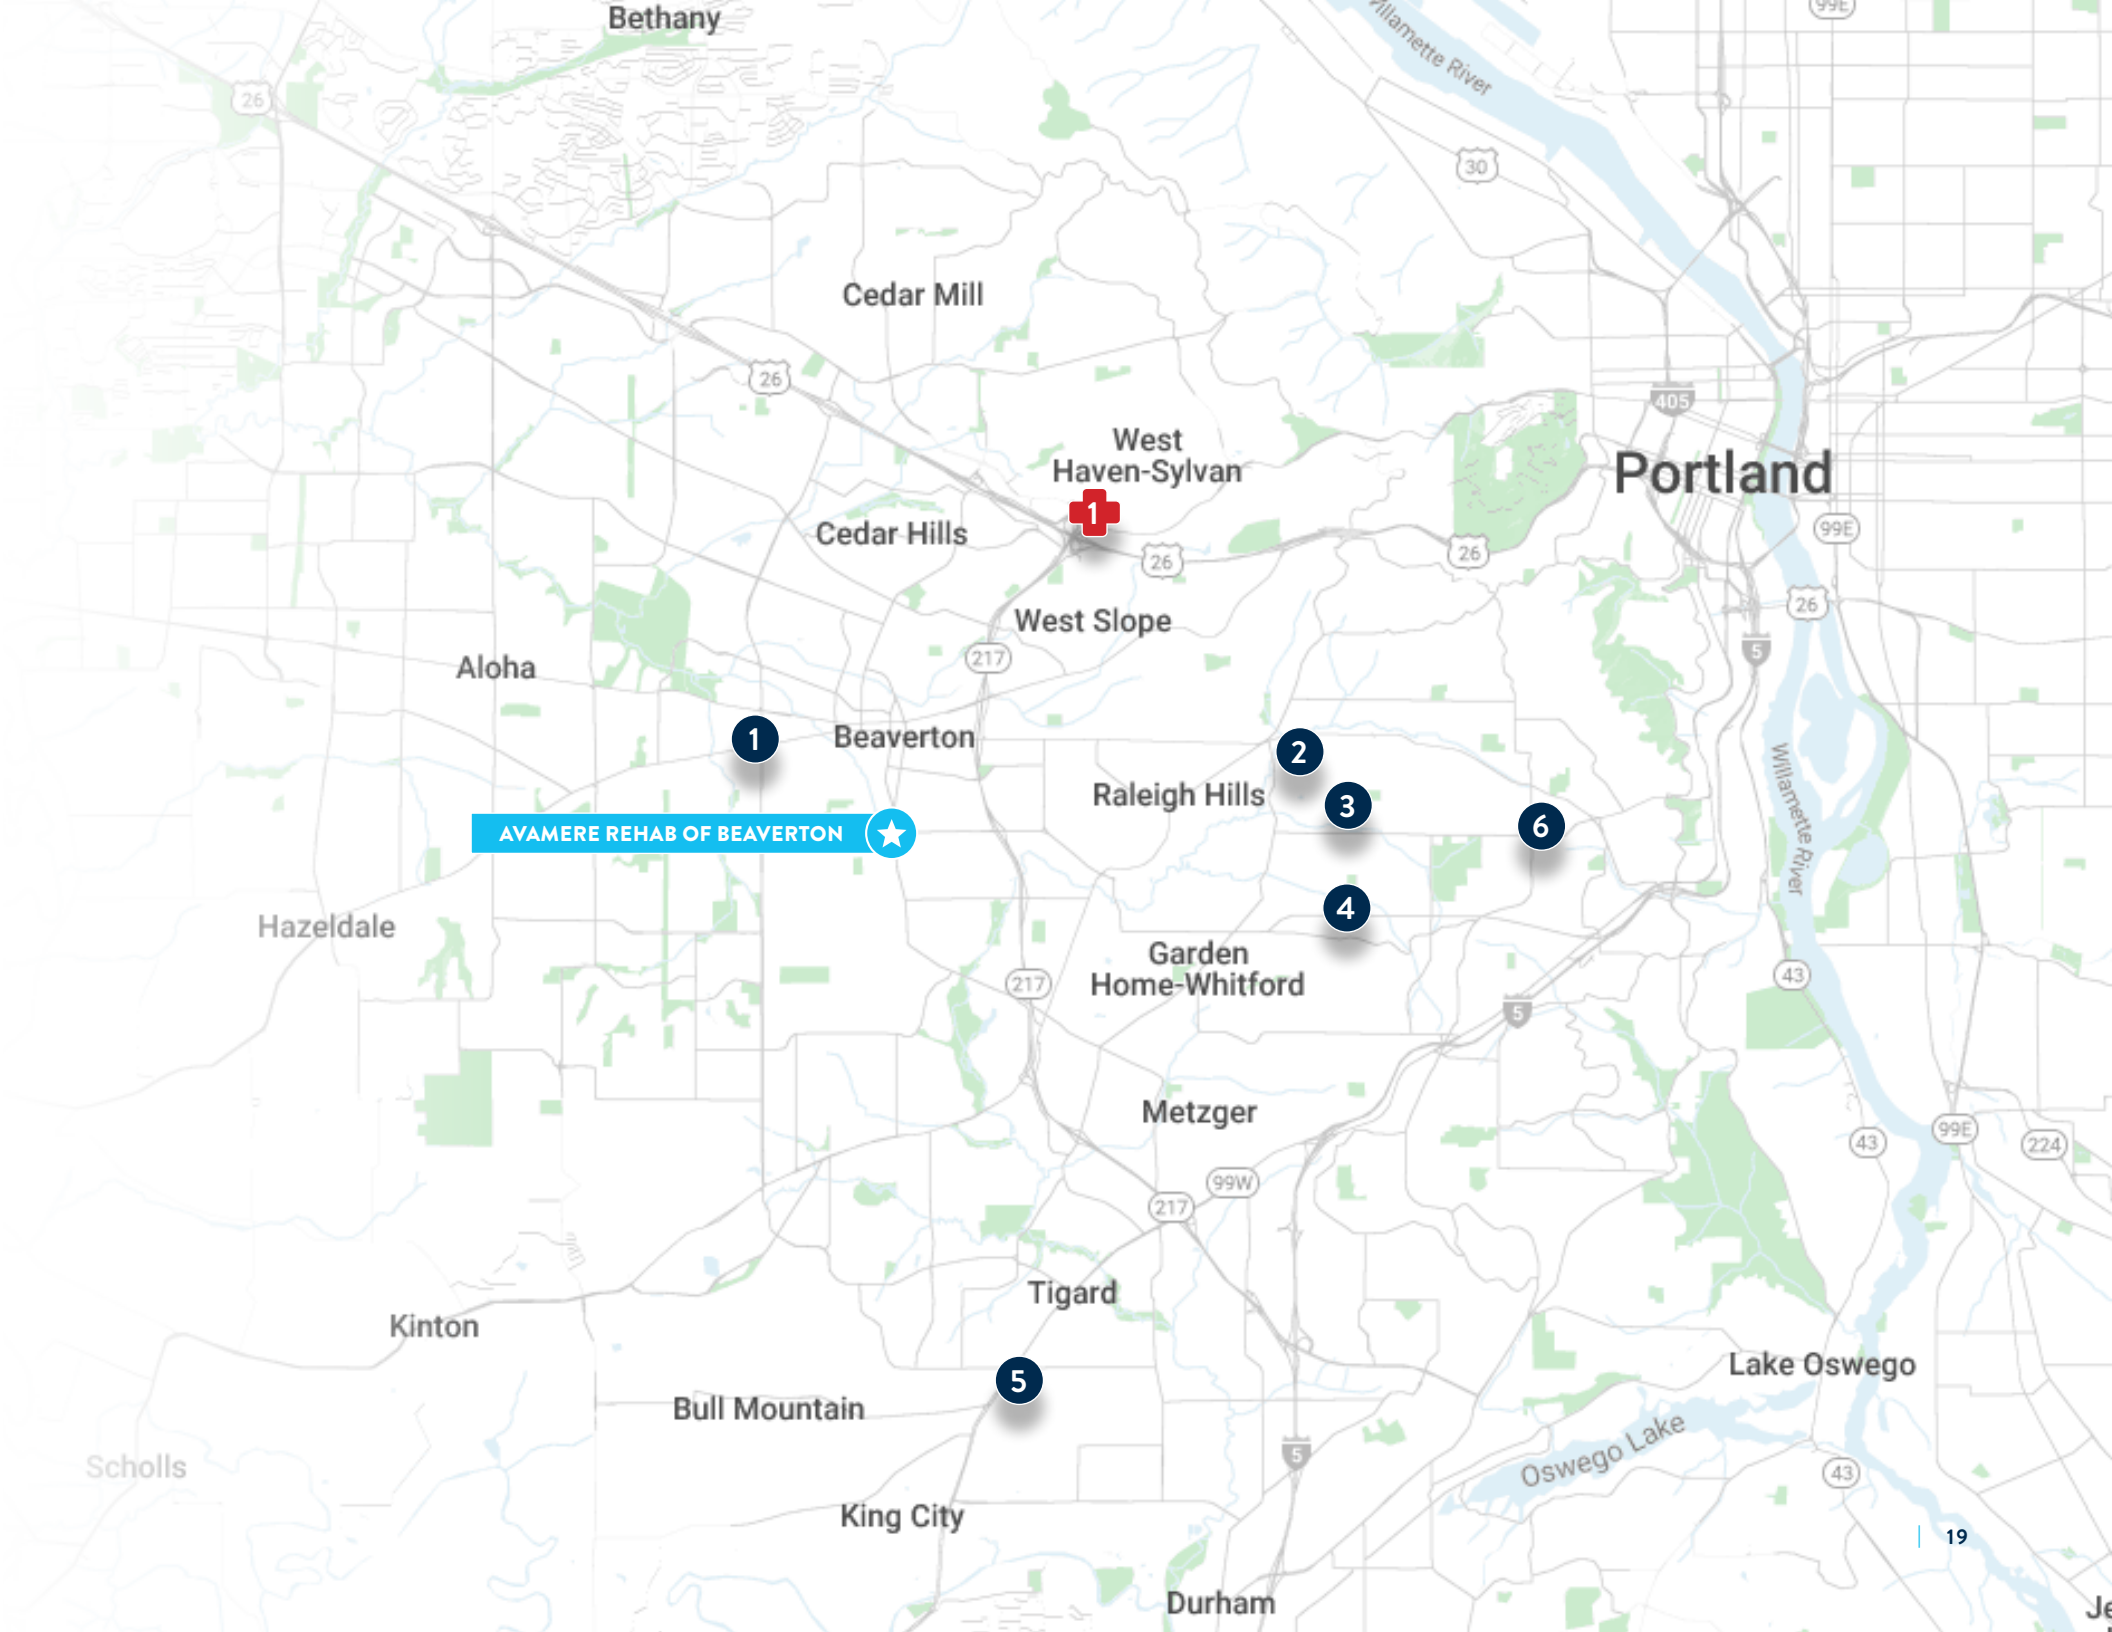 Bethany
99E
Willamette River
26
30
Cedar Mill
26
405
West
Haven-Sylvan
Portland
1
Cedar Hills
26
26
99E
26
West Slope
217
5
Aloha
1
Beaverton
2
Raleigh Hills
3
6
Willamette River
AVAMERE REHAB OF BEAVERTON
4
Hazeldale
Garden
Home-Whitford
217
43
5
Metzger
99E
43
224
99W
217
Tigard
Kinton
5
Lake Oswego
Bull Mountain
Oswego Lake
5
Scholls
43
King City
19
Durham